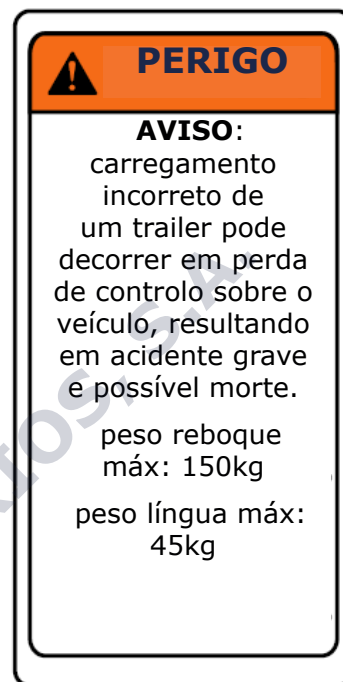 PERIGO
AVISO:
carregamento
incorreto de
um trailer pode
decorrer em perda
de controlo sobre o
veículo, resultando
em acidente grave
e possível morte.
peso reboque
máx: 150kg
peso língua máx:
45kg
IOS, S.A.